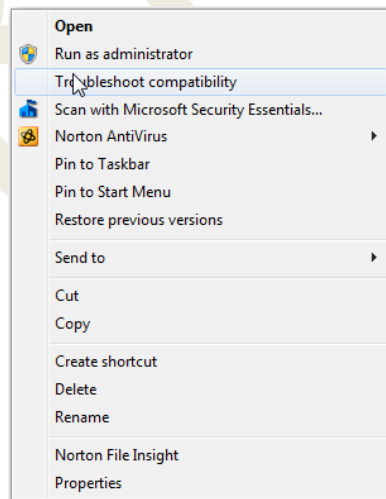 Open
Run as administrator
Troubleshoot compatibility
Scan with Microsoft Security Essentials...
Norton AntiVirus
Pin to Taskbar
Pin to Start Menu
Restore previous versions
Send to
Cut
Copy
Create shortcut
Delete
Rename
Norton File Insight
Properties